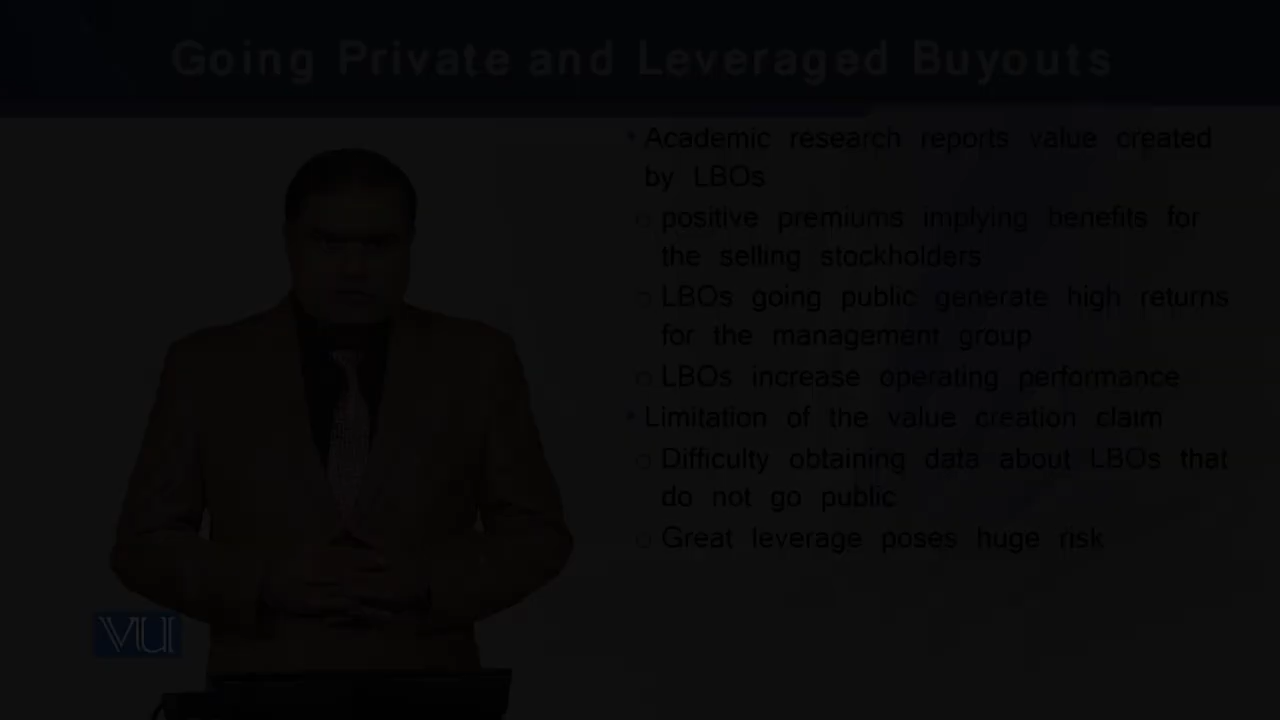 Going Private and Leveraged Buyouts
• Academic research reports value created
by LBOs
○ positive premiums implying benefits for
the selling stockholders
○ LBOs going public generate high returns
for the management group
○ LBOs increase operating performance
• Limitation of the value creation claim
○ Difficulty obtaining data about LBOs that
do not go public
○ Great leverage poses huge risk
VU